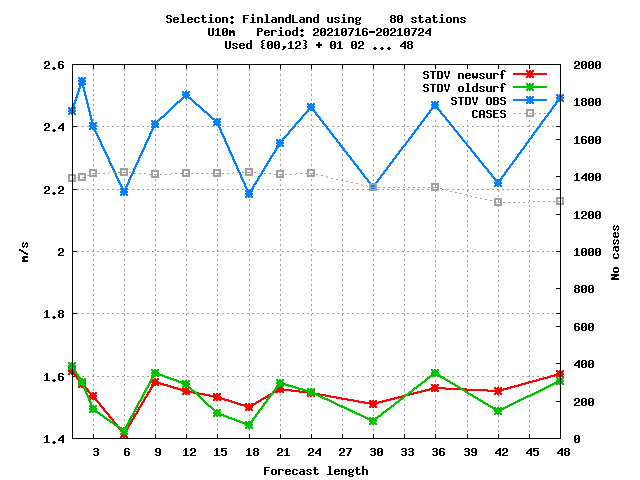 Selection: FinlandLand using    80 stations
U10m   Period: 20210716-20210724
Used {00,12} + 01 02 ... 48
STDV newsurf
STDV oldsurf
STDV OBS
CASES
2.6
2.4
2.2
2
1.8
1.6
1.4
m/s
2000
1800
1600
1400
1200
1000
800
600
400
200
0
No cases
3 6 9 12 15 18 21 24 27 30 33 36 39 42 45 48
Forecast length